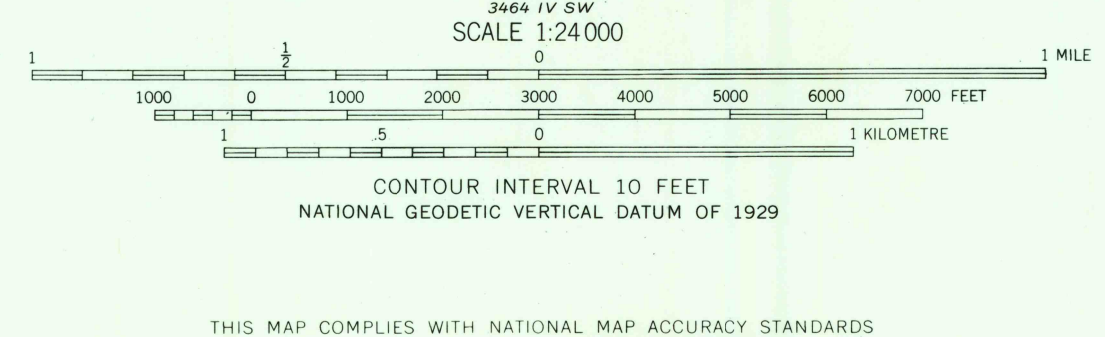 3464 IV SW
SCALE 1:24 000
1 1/2 0 1 MILE
1000 0 1000 2000 3000 4000 5000 6000 7000 FEET
1 .5 0 1 KILOMETRE
CONTOUR INTERVAL 10 FEET
NATIONAL GEODETIC VERTICAL DATUM OF 1929
THIS MAP COMPLIES WITH NATIONAL MAP ACCURACY STANDARDS